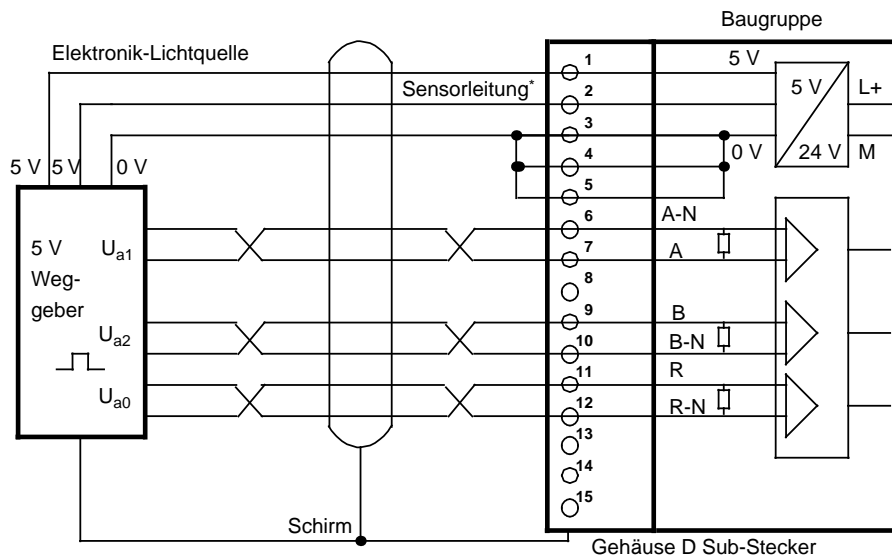 Baugruppe
Elektronik-Lichtquelle
Sensorleitung*
5 V 5 V 0 V
5 V
Weg-
geber
Ua1
Ua2
Ua0
1
2
3
4
5
6
7
8
9
10
11
12
13
14
15
5 V
0 V
5 V
24 V
L+
M
A-N
A
B
B-N
R
R-N
Schirm
Gehäuse D Sub-Stecker